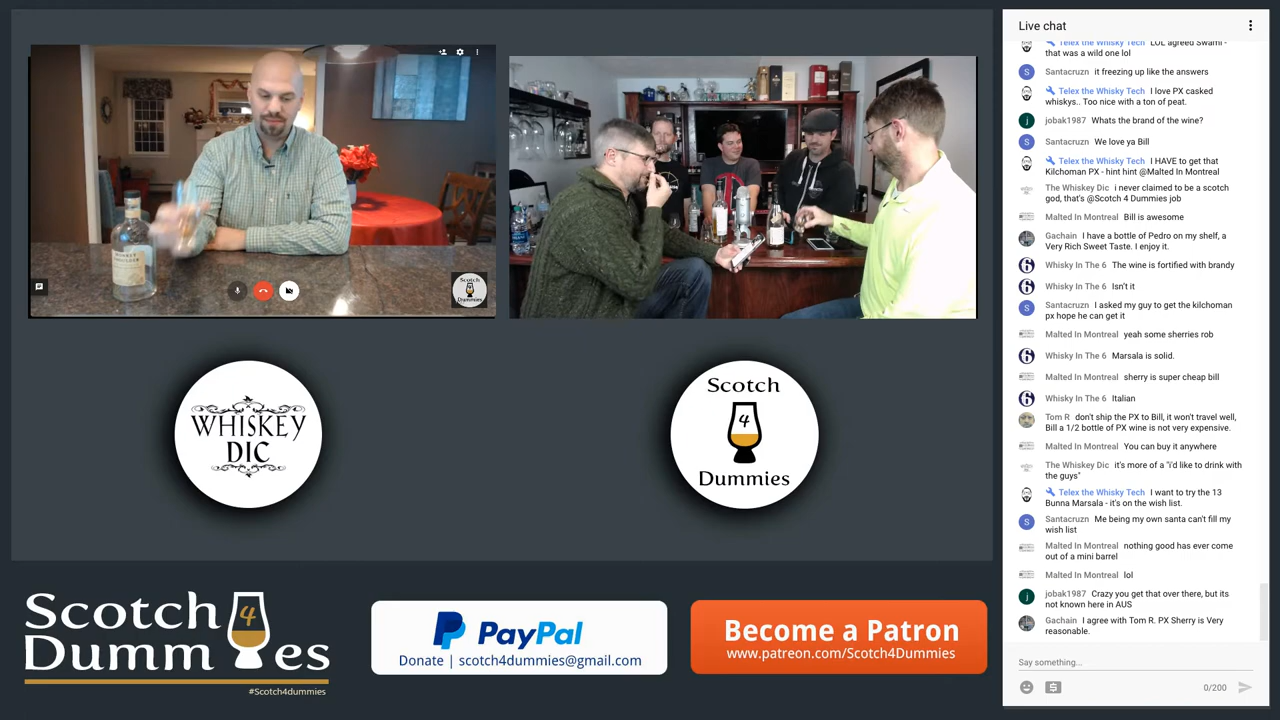 Live chat
Telex the Whisky Tech LOL agreed Swami -
that was a wild one lol
S
Santacruzn it freezing up like the answers
Telex the Whisky Tech I love PX casked
whiskys.. Too nice with a ton of peat.
j
jobak1987 Whats the brand of the wine?
S
Santacruzn We love ya Bill
Telex the Whisky Tech I HAVE to get that
Kilchoman PX - hint hint @Malted In Montreal
The Whiskey Dic i never claimed to be a scotch
god, that's @Scotch 4 Dummies job
Malted In Montreal Bill is awesome
Gachain I have a bottle of Pedro on my shelf, a
Very Rich Sweet Taste. I enjoy it.
6
Whisky In The 6 The wine is fortified with brandy
6
Whisky In The 6 Isn't it
S
Santacruzn I asked my guy to get the kilchoman
px hope he can get it
Malted In Montreal yeah some sherries rob
6
Whisky In The 6 Marsala is solid.
Malted In Montreal sherry is super cheap bill
6
Whisky In The 6 Italian
Tom R don't ship the PX to Bill, it won't travel well,
Bill a 1/2 bottle of PX wine is not very expensive.
Malted In Montreal You can buy it anywhere
The Whiskey Dic it's more of a "i'd like to drink with
the guys"
Telex the Whisky Tech I want to try the 13
Bunna Marsala - it's on the wish list.
S
Santacruzn Me being my own santa can't fill my
wish list
Malted In Montreal nothing good has ever come
out of a mini barrel
Malted In Montreal lol
j
jobak1987 Crazy you get that over there, but its
not known here in AUS
Gachain I agree with Tom R. PX Sherry is Very
reasonable.
Say something...
0/200
Scotch
4
Dummies
WHISKEY
DIC
Scotch
4
Dummies
Scotch 4
Dummies
#Scotch4dummies
PayPal
Donate | scotch4dummies@gmail.com
Become a Patron
www.patreon.com/Scotch4Dummies